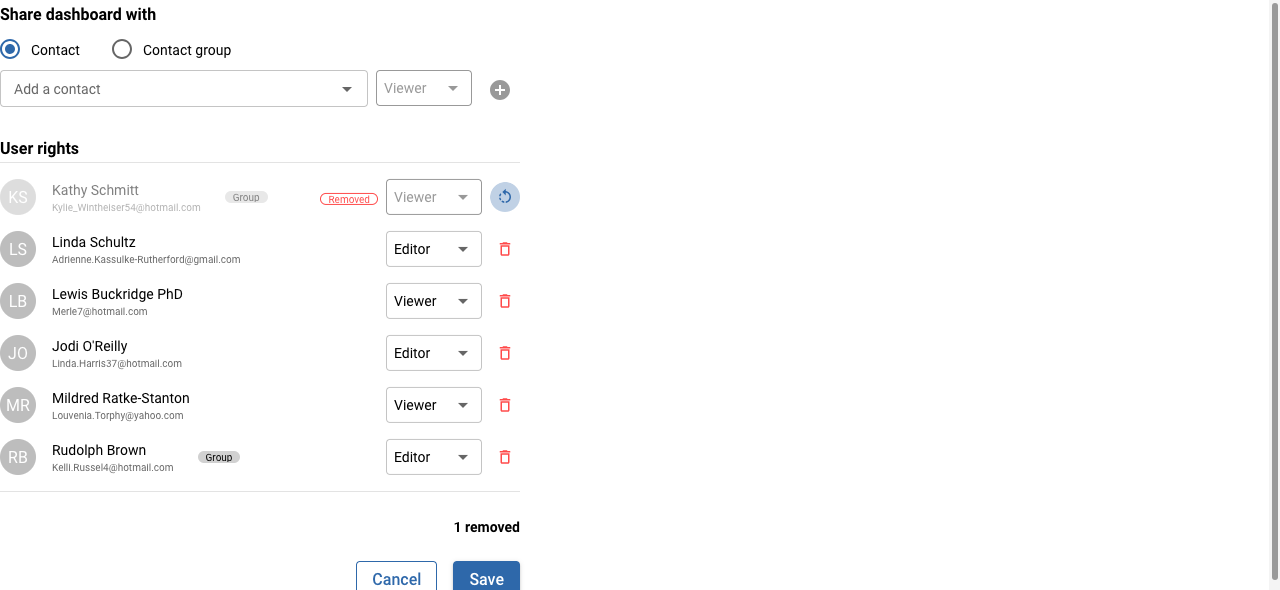 Share dashboard with
Contact
Contact group
Add a contact
Viewer
User rights
KS
Kathy Schmitt
Kylie_Wintheiser54@hotmail.com
Group
Removed
Viewer
LS
Linda Schultz
Adrienne.Kassulke-Rutherford@gmail.com
Editor
LB
Lewis Buckridge PhD
Merle7@hotmail.com
Viewer
JO
Jodi O'Reilly
Linda.Harris37@hotmail.com
Editor
MR
Mildred Ratke-Stanton
Louvenia.Torphy@yahoo.com
Viewer
RB
Rudolph Brown
Kelli.Russel4@hotmail.com
Group
Editor
1 removed
Cancel
Save